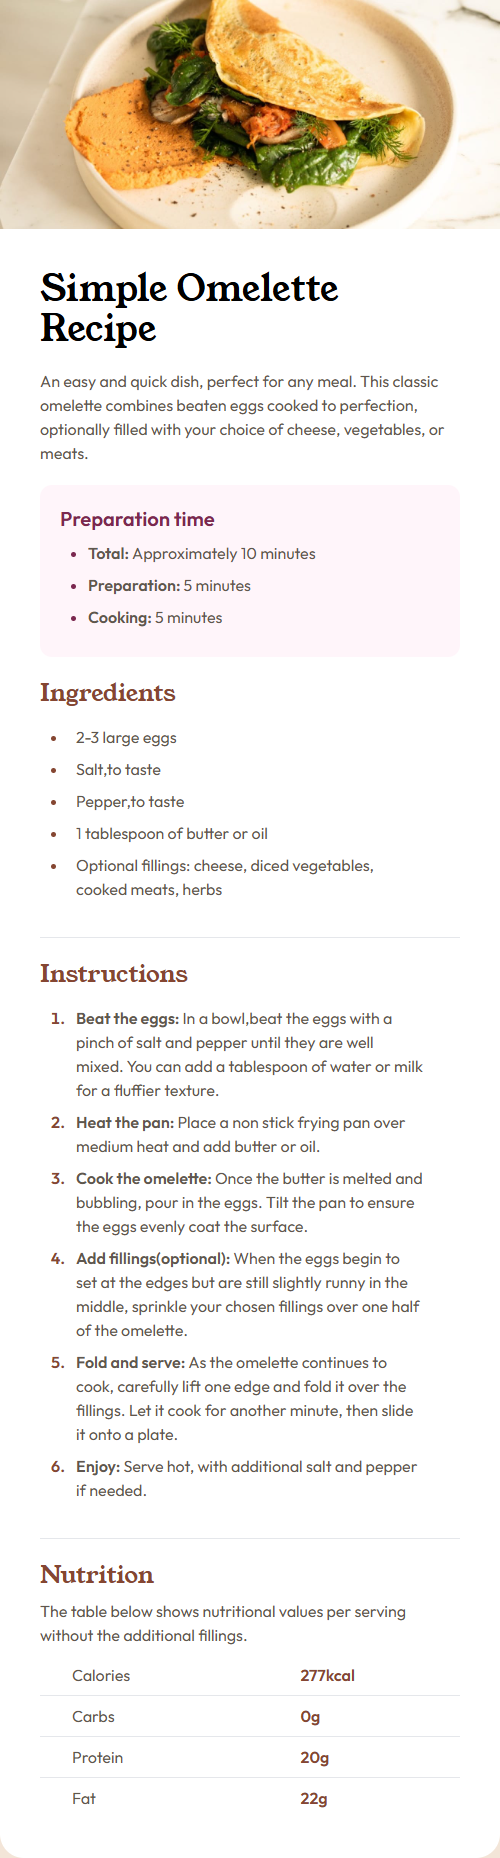 Simple Omelette
Recipe
An easy and quick dish, perfect for any meal. This classic
omelette combines beaten eggs cooked to perfection,
optionally filled with your choice of cheese, vegetables, or
meats.
Preparation time
• Total: Approximately 10 minutes
• Preparation: 5 minutes
• Cooking: 5 minutes
Ingredients
• 2-3 large eggs
• Salt,to taste
• Pepper,to taste
• 1 tablespoon of butter or oil
• Optional fillings: cheese, diced vegetables,
cooked meats, herbs
Instructions
1. Beat the eggs: In a bowl,beat the eggs with a
pinch of salt and pepper until they are well
mixed. You can add a tablespoon of water or milk
for a fluffier texture.
2. Heat the pan: Place a non stick frying pan over
medium heat and add butter or oil.
3. Cook the omelette: Once the butter is melted and
bubbling, pour in the eggs. Tilt the pan to ensure
the eggs evenly coat the surface.
4. Add fillings(optional): When the eggs begin to
set at the edges but are still slightly runny in the
middle, sprinkle your chosen fillings over one half
of the omelette.
5. Fold and serve: As the omelette continues to
cook, carefully lift one edge and fold it over the
fillings. Let it cook for another minute, then slide
it onto a plate.
6. Enjoy: Serve hot, with additional salt and pepper
if needed.
Nutrition
The table below shows nutritional values per serving
without the additional fillings.
Calories 277kcal
Carbs 0g
Protein 20g
Fat 22g